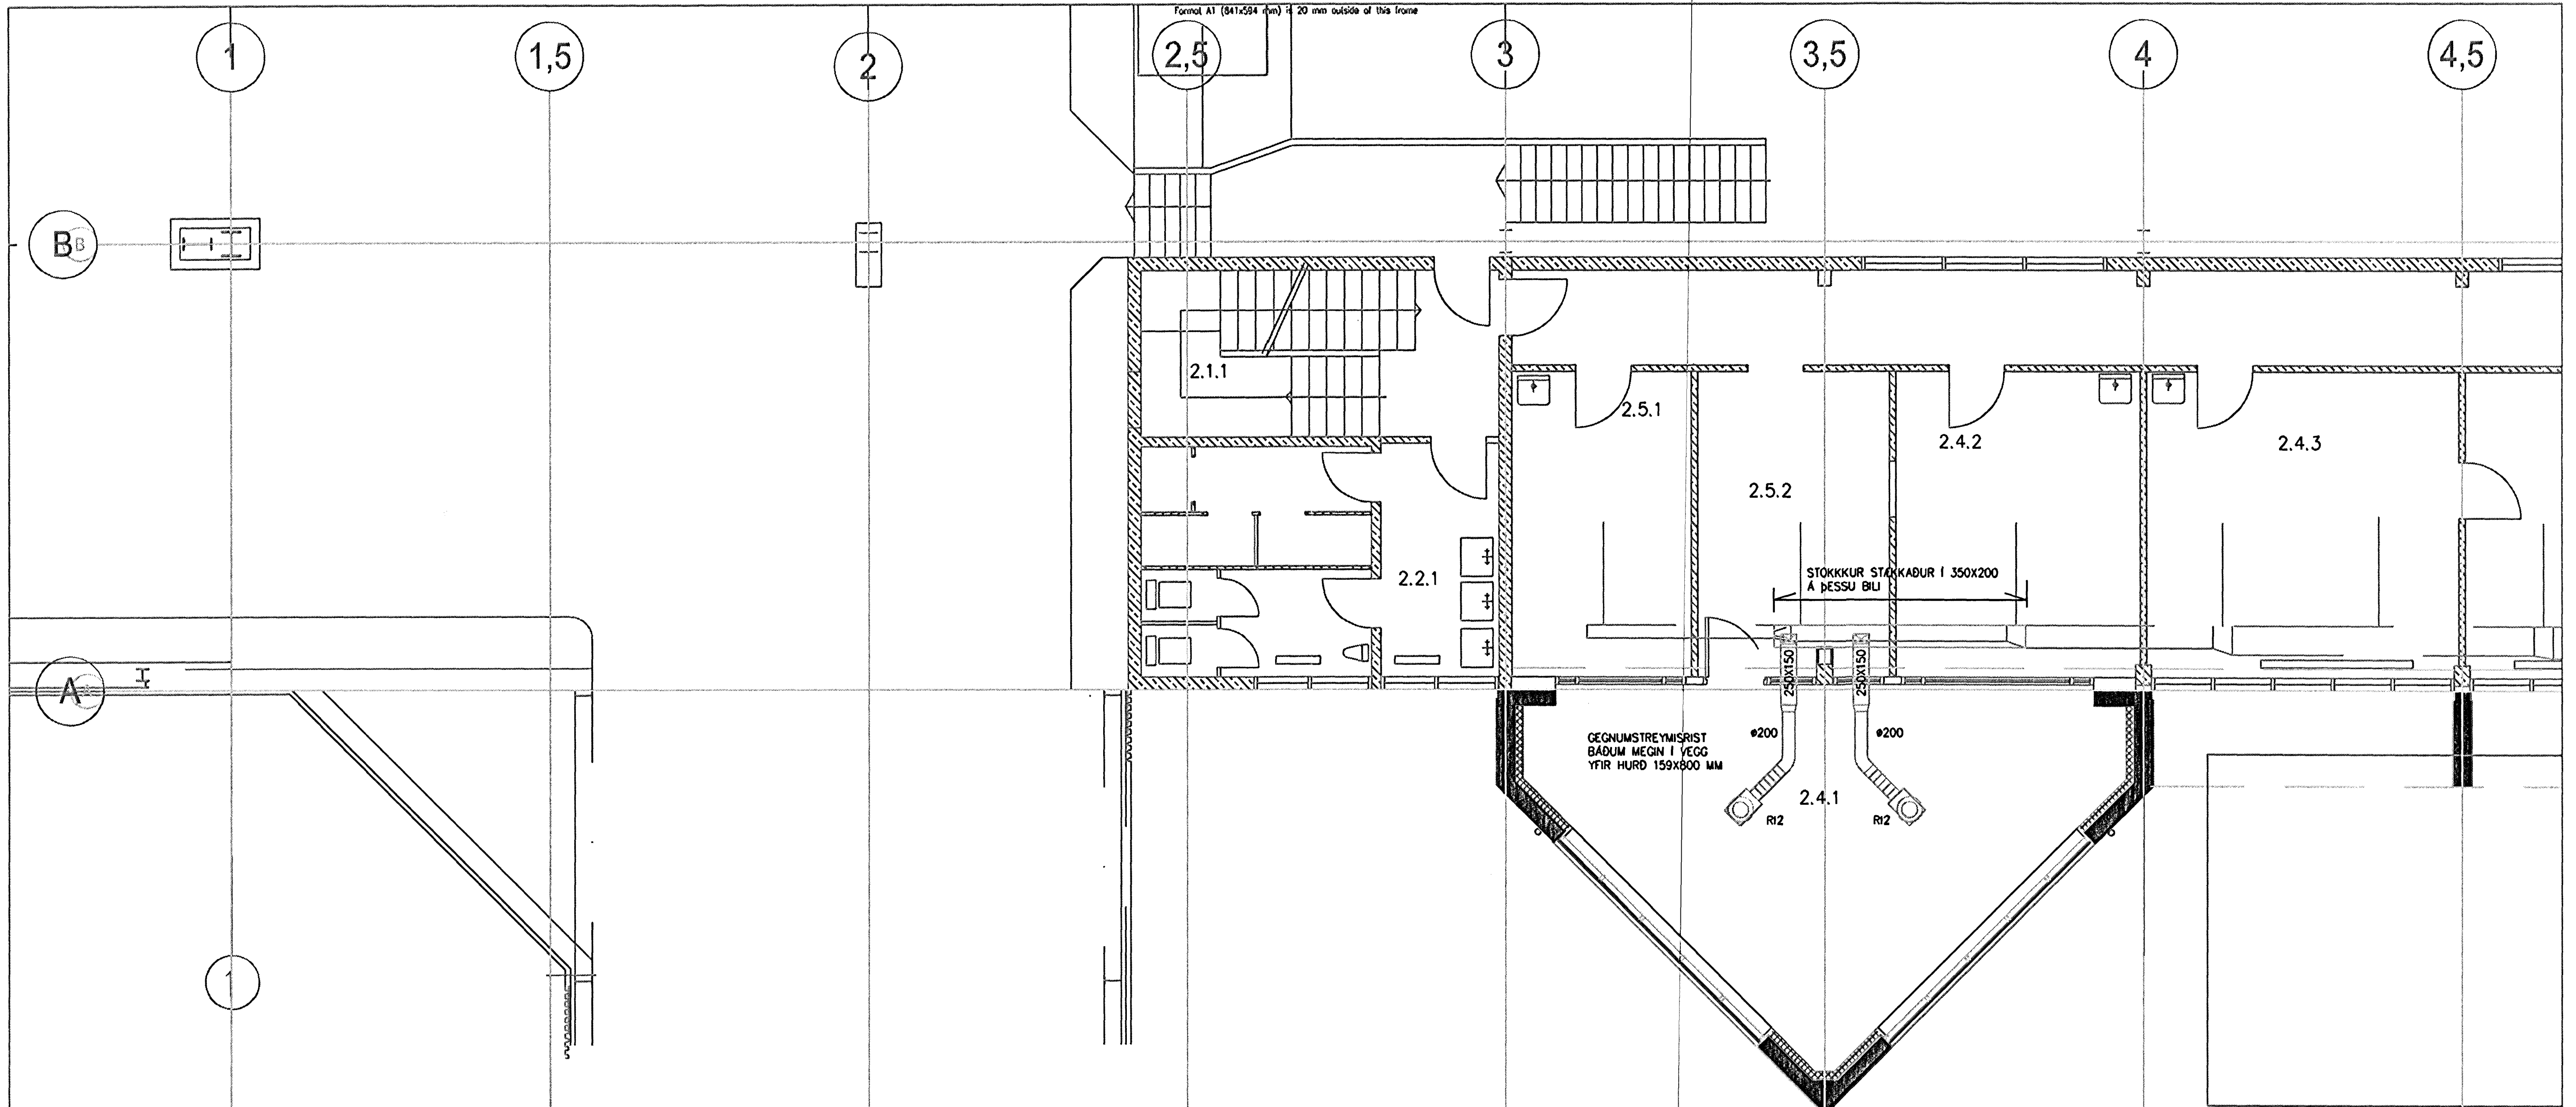 Format A1 (841x594 mm) is 20 mm outside of this frame
1
1,5
2
2,5
3
3,5
4
4,5
B
B
2.1.1
2.5.1
2.4.2
2.4.3
2.5.2
2.2.1
STOKKKUR STÆKKAÐUR Í 350X200
Á ÞESSU BILI
A
250X150
250X150
GEGNUMSTREYMISRIST
BÁÐUM MEGIN Í VEGG
YFIR HURÐ 159X800 MM
ø200
ø200
2.4.1
R12
R12
1